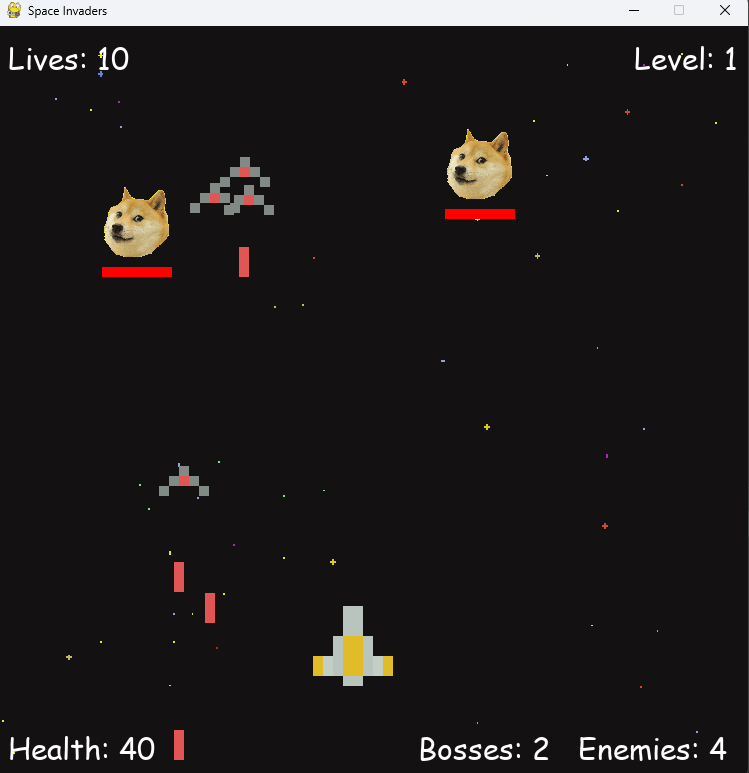 Space Invaders
Lives: 10
Level: 1
Health: 40
Bosses: 2
Enemies: 4